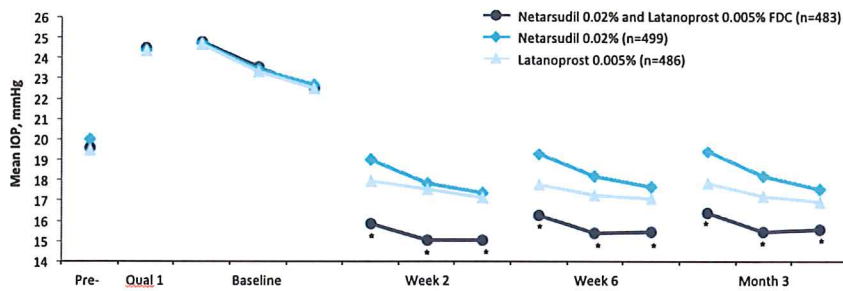 Netarsudil 0.02% and Latanoprost 0.005% FDC (n=483)
Netarsudil 0.02% (n=499)
Latanoprost 0.005% (n=486)
Mean IOP, mmHg
26
25
24
23
22
21
20
19
18
17
16
15
14
* * * * * * * * *
Pre- Qual 1 Baseline Week 2 Week 6 Month 3